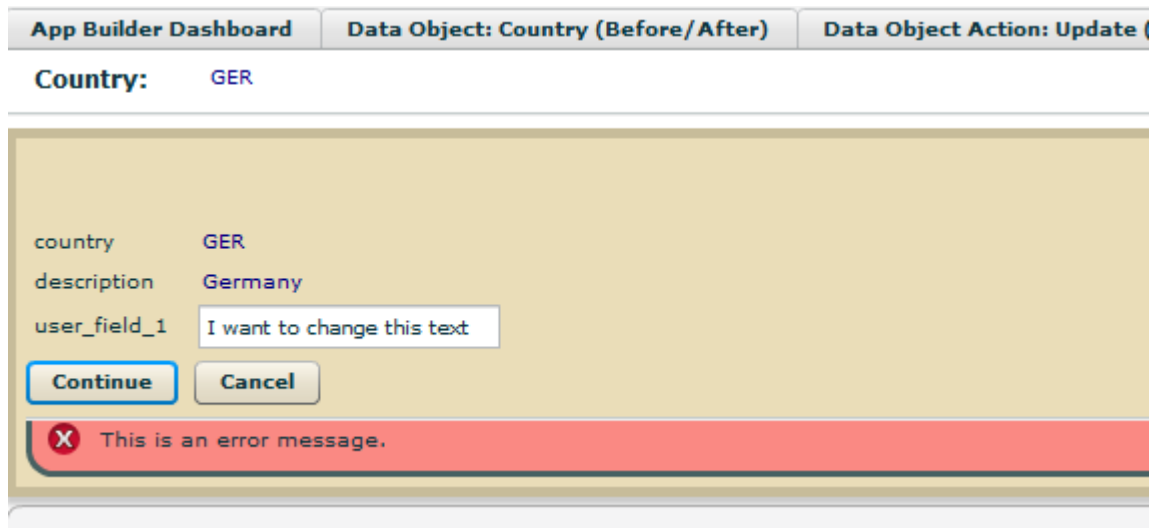 App Builder Dashboard Data Object: Country (Before/After) Data Object Action: Update (
Country: GER
country GER
description Germany
user_field_1 I want to change this text
Continue Cancel
This is an error message.